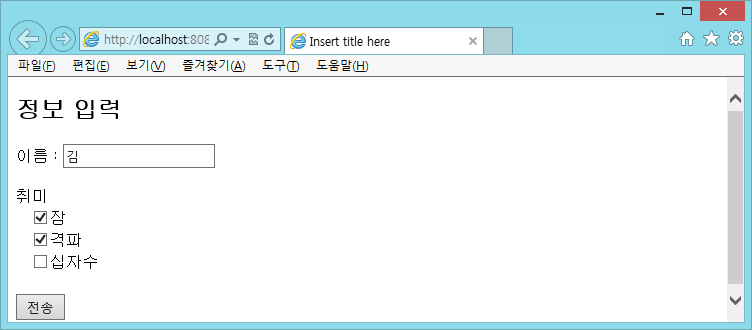 http://localhost:808
Insert title here
파일(F) 편집(E) 보기(V) 즐겨찾기(A) 도구(T) 도움말(H)
정보 입력
이름 : 김
취미
잠
격파
십자수
전송